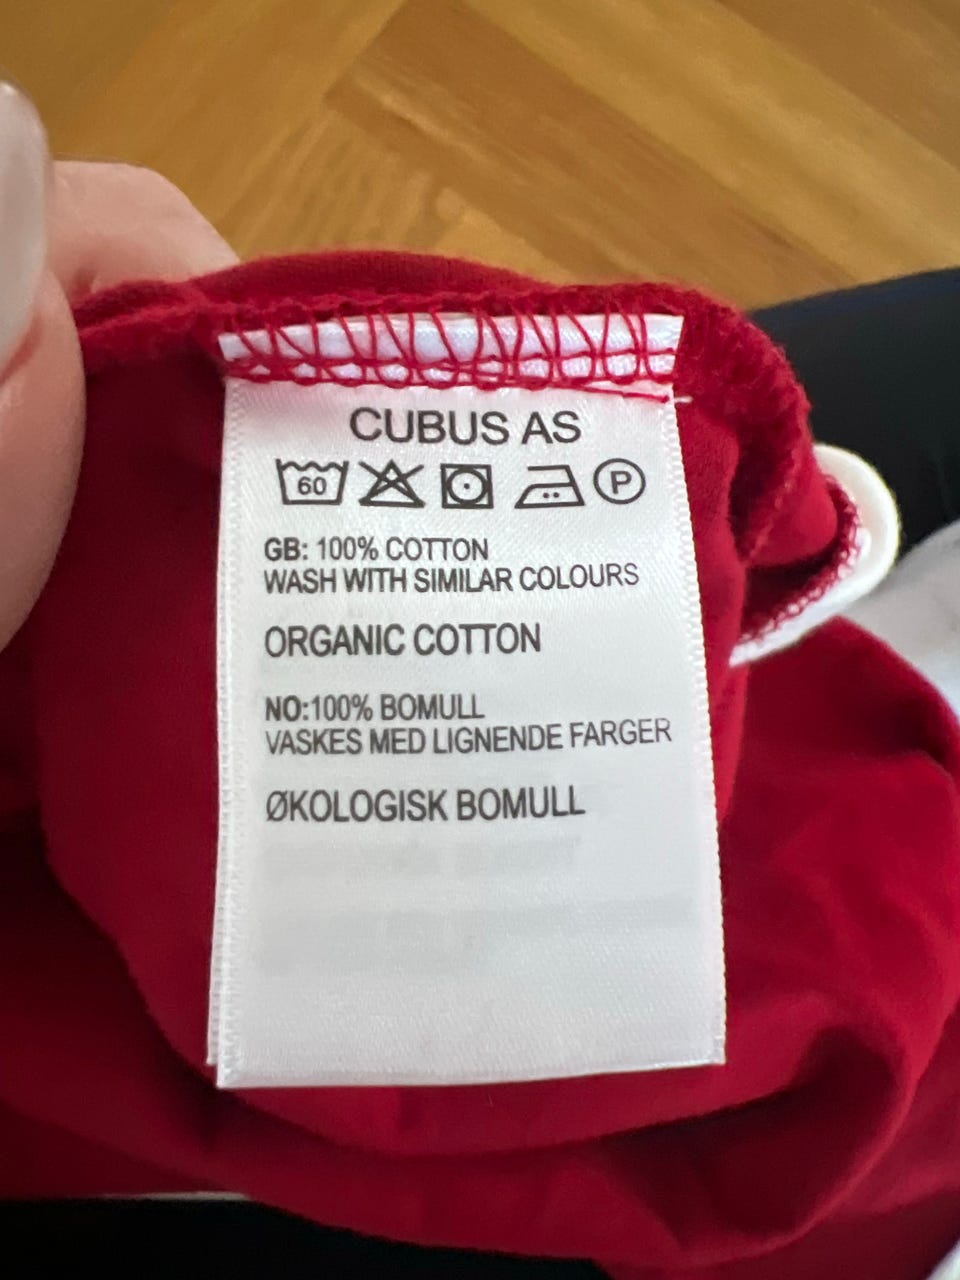 CUBUS AS
60 P
GB: 100% COTTON
WASH WITH SIMILAR COLOURS
ORGANIC COTTON
NO:100% BOMULL
VASKES MED LIGNENDE FARGER
ØKOLOGISK BOMULL